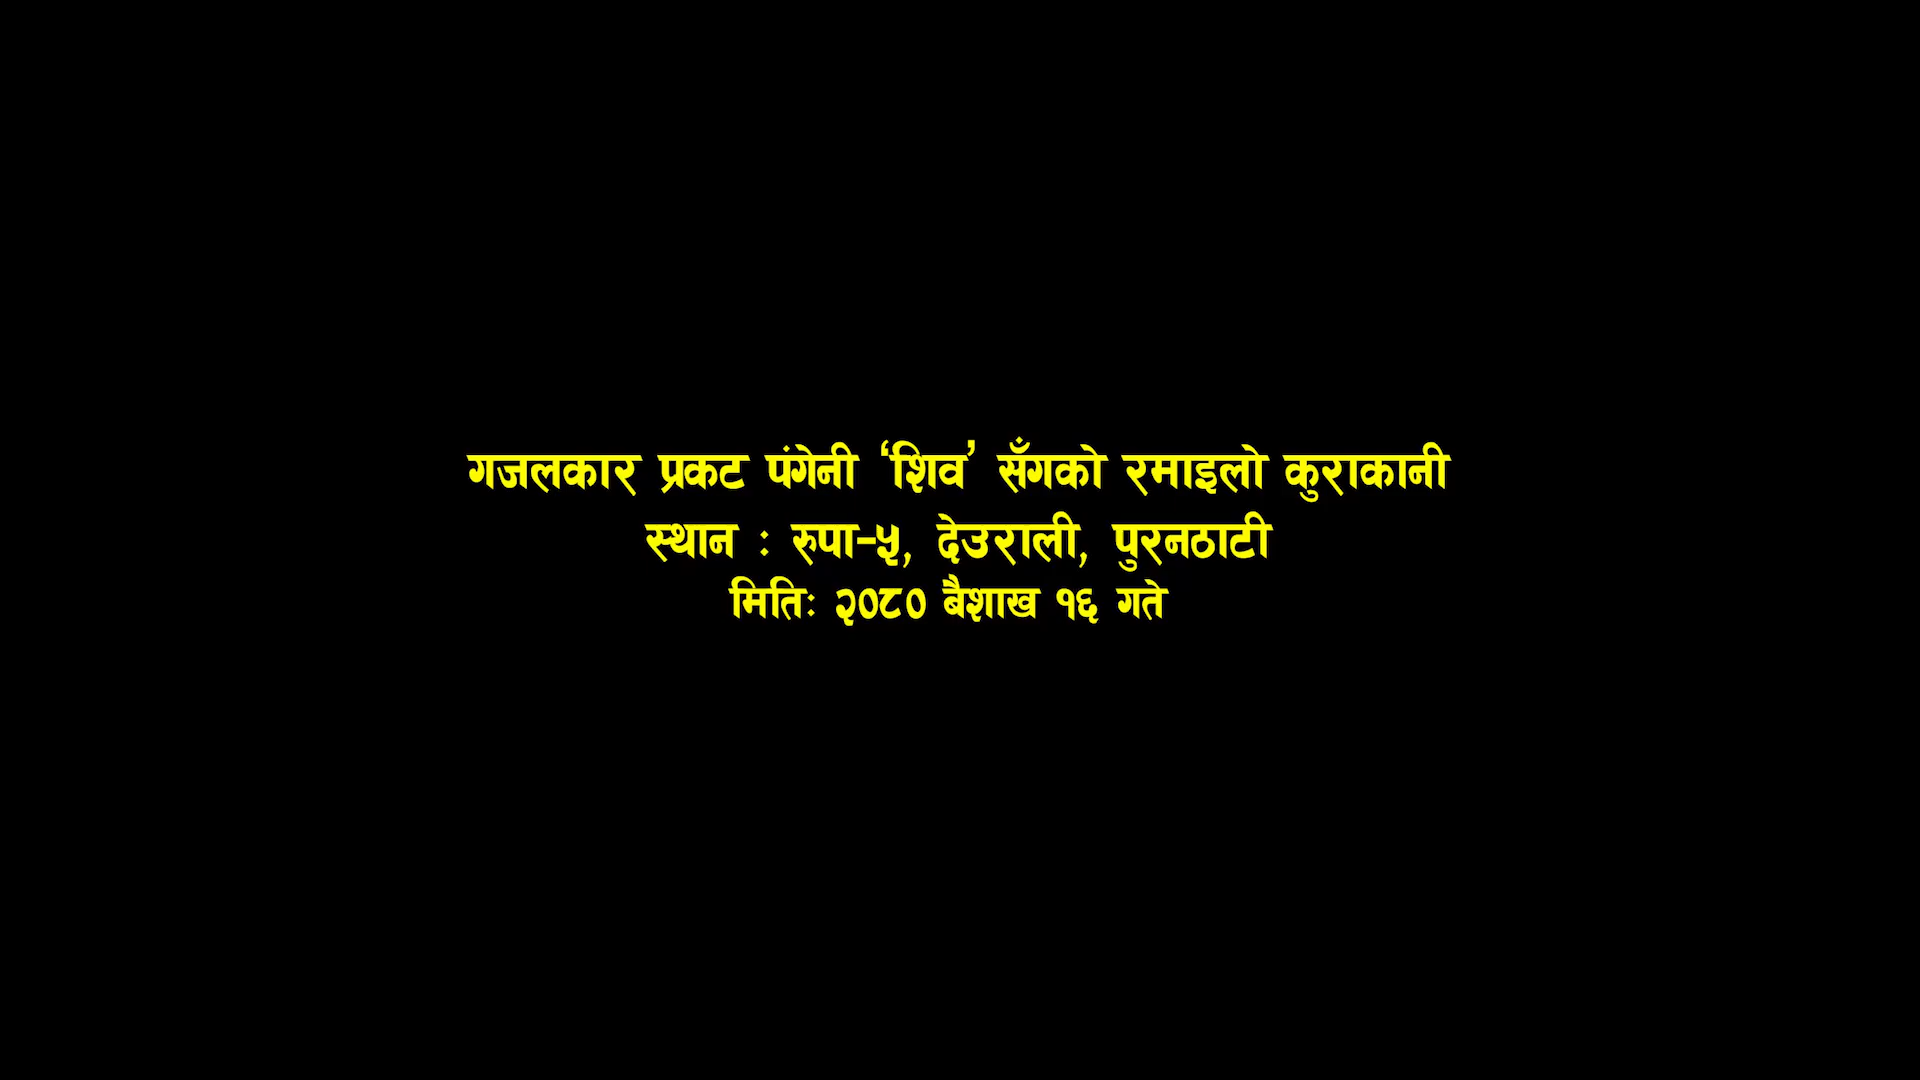 गजलकार प्रकट पंगेनी ‘शिव’ सँगको रमाइलो कुराकानी
स्थान : रुपा-५, देउराली, पुरनठाटी
मितिः २०८० बैशाख १६ गते